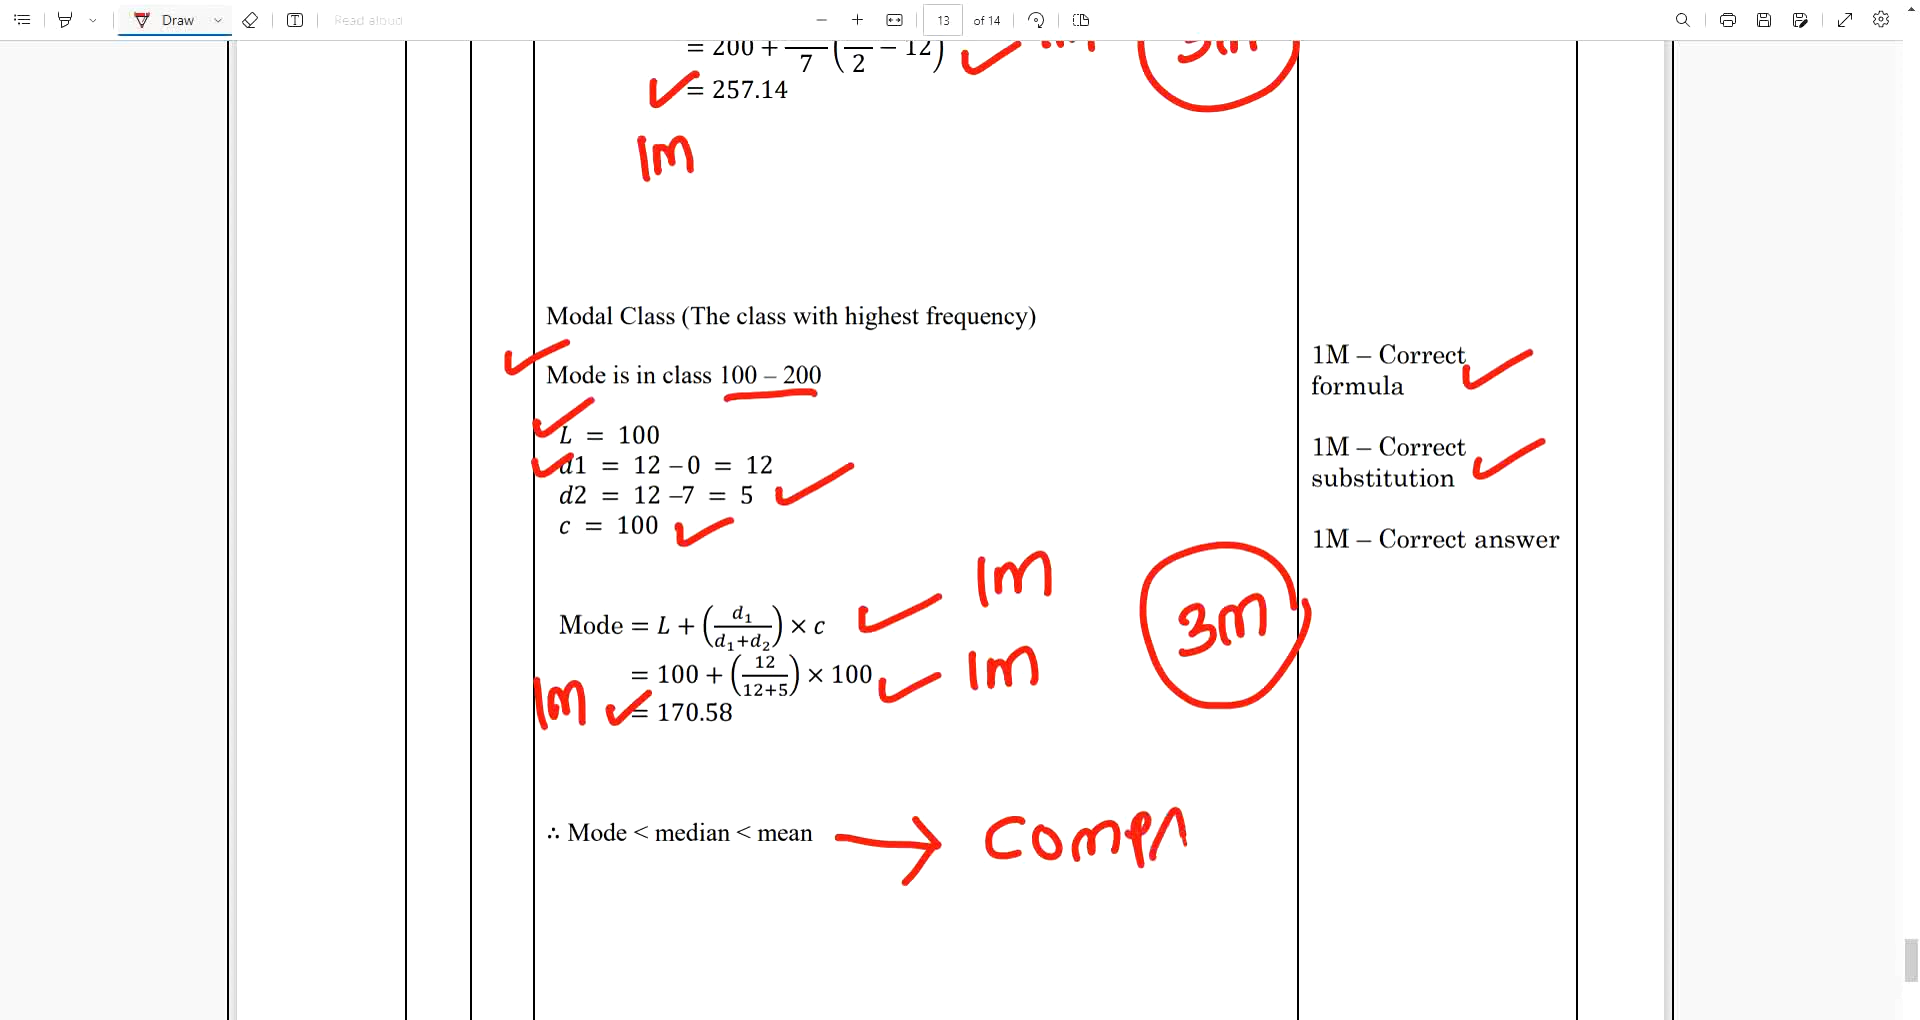 Draw
Read aloud
13 of 14
= 200 + 7 ( 2 − 12)
1m
3m
= 257.14
1m
Modal Class (The class with highest frequency)
Mode is in class 100 – 200
L = 100
d1 = 12 – 0 = 12
d2 = 12 –7 = 5
c = 100
1m
Mode = L + (d₁/d₁+d₂) × c
= 100 + (12/12+5) × 100
1m
1m
= 170.58
3m
∴ Mode < median < mean
comp
1M – Correct
formula
1M – Correct
substitution
1M – Correct answer